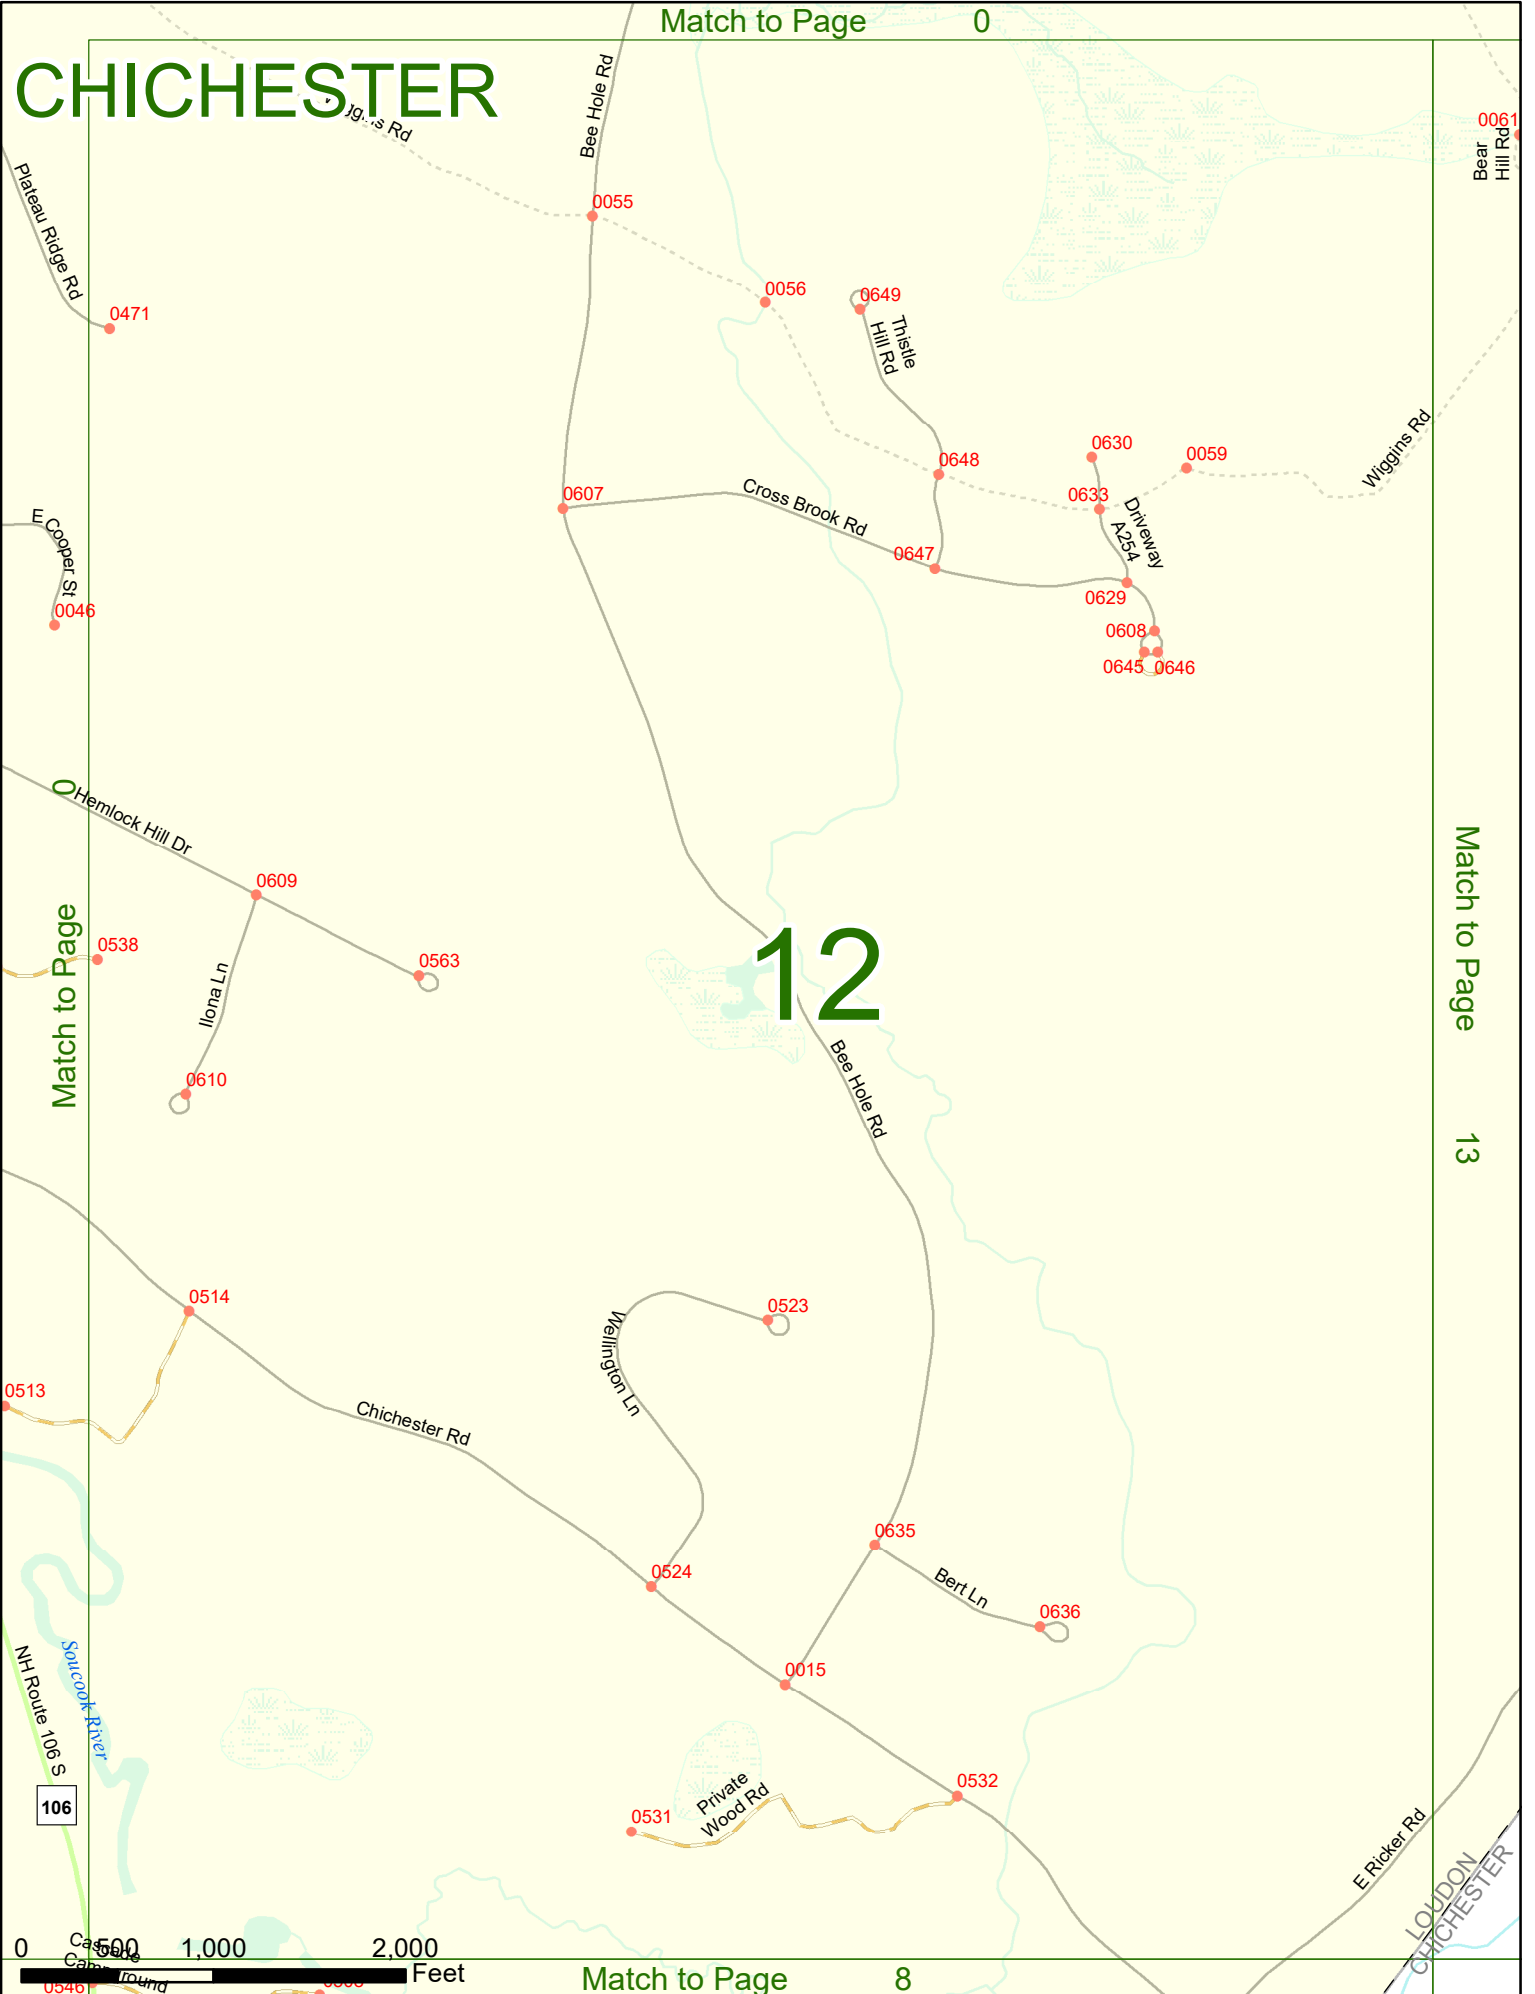 Match to Page 0
CHICHESTER
Rd
Bee Hole Rd
0061
Bear
Hill Rd
Plateau Ridge Rd
0055
0471
0056
0649
Thistle
Hill Rd
Wiggins Rd
0648
0630
0059
0607
Cross Brook Rd
0633
Driveway
A254
E Cooper St
0647
0629
0046
0608
0645 0646
Match to Page 0
Hemlock Hill Dr
0609
0538
0563
Ilona Ln
12
Match to Page 13
Bee Hole Rd
0610
0514
0523
Wellington Ln
0513
Chichester Rd
0635
0524
Bert Ln
0636
0015
Soucook River
NH Route 106 S
106
Private
Wood Rd
0532
0531
E Ricker Rd
LOUDON
CHICHESTER
0 500 1,000 2,000
Feet
Cascade
Campground
0546
Match to Page 8